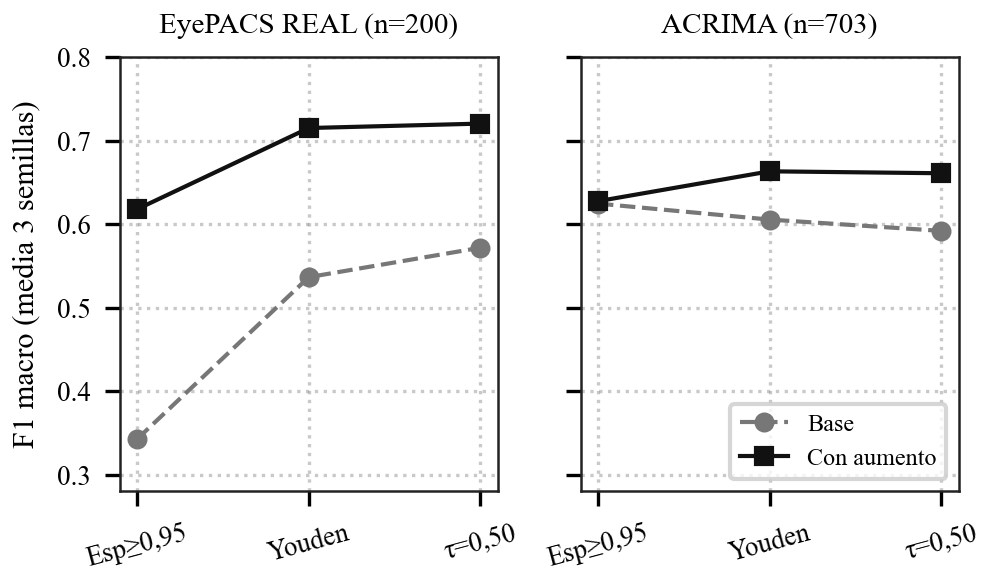 EyePACS REAL (n=200)
ACRIMA (n=703)
F1 macro (media 3 semillas)
0.8
0.7
0.6
0.5
0.4
0.3
Esp≥0,95
Youden
τ=0,50
Esp≥0,95
Youden
τ=0,50
Base
Con aumento